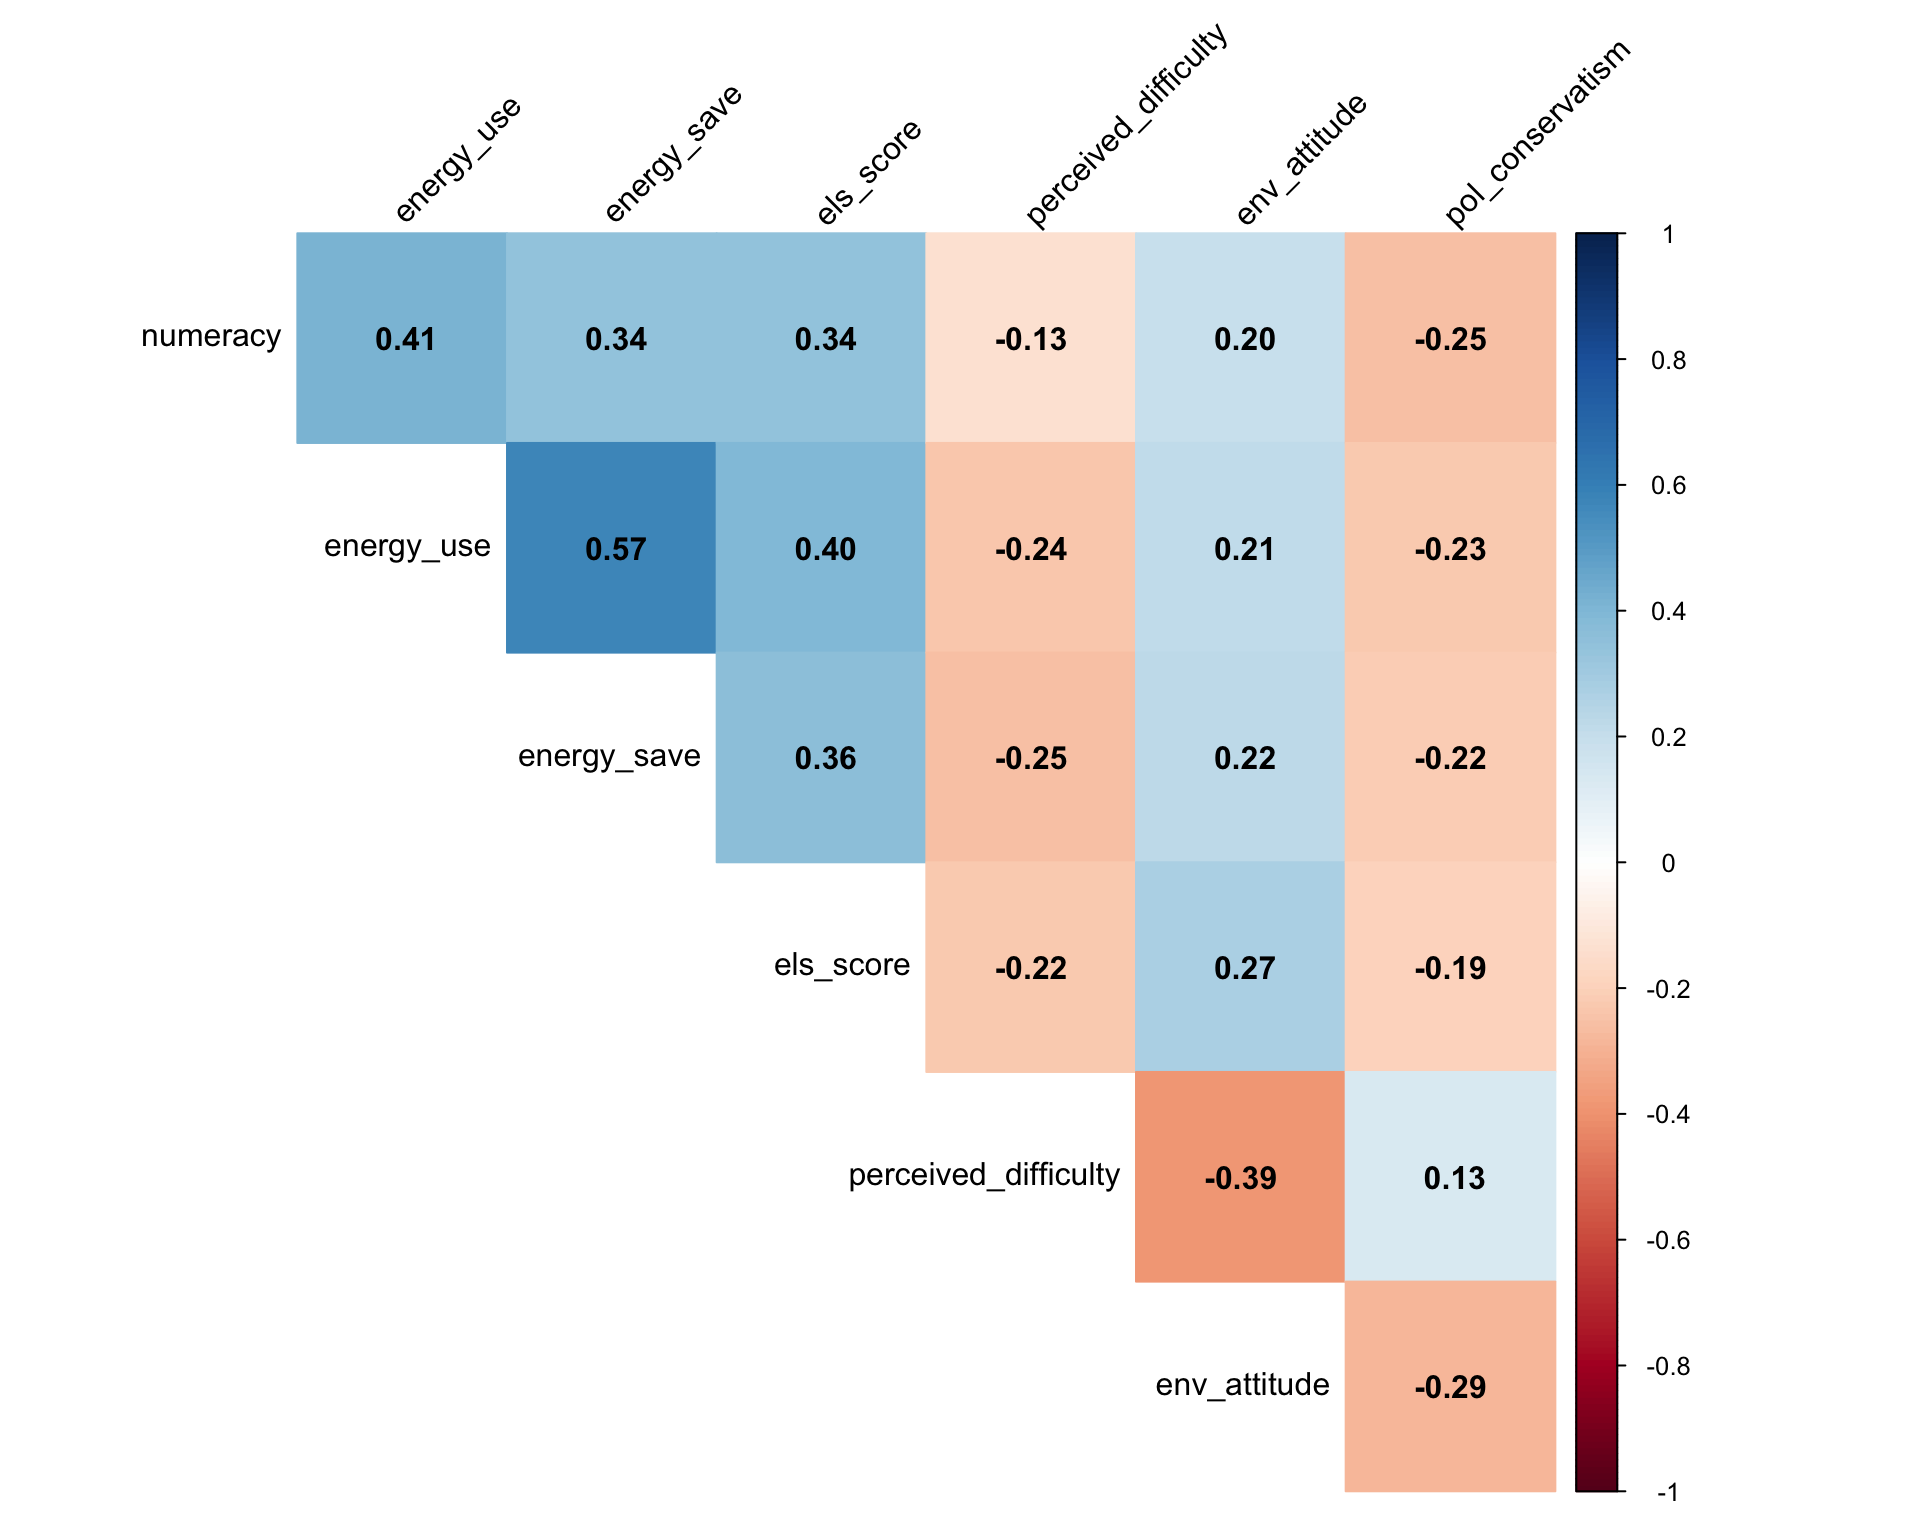 energy_use energy_save els_score perceived_difficulty env_attitude pol_conservatism
numeracy 0.41 0.34 0.34 -0.13 0.20 -0.25
energy_use 0.57 0.40 -0.24 0.21 -0.23
energy_save 0.36 -0.25 0.22 -0.22
els_score -0.22 0.27 -0.19
perceived_difficulty -0.39 0.13
env_attitude -0.29
1
0.8
0.6
0.4
0.2
0
-0.2
-0.4
-0.6
-0.8
-1